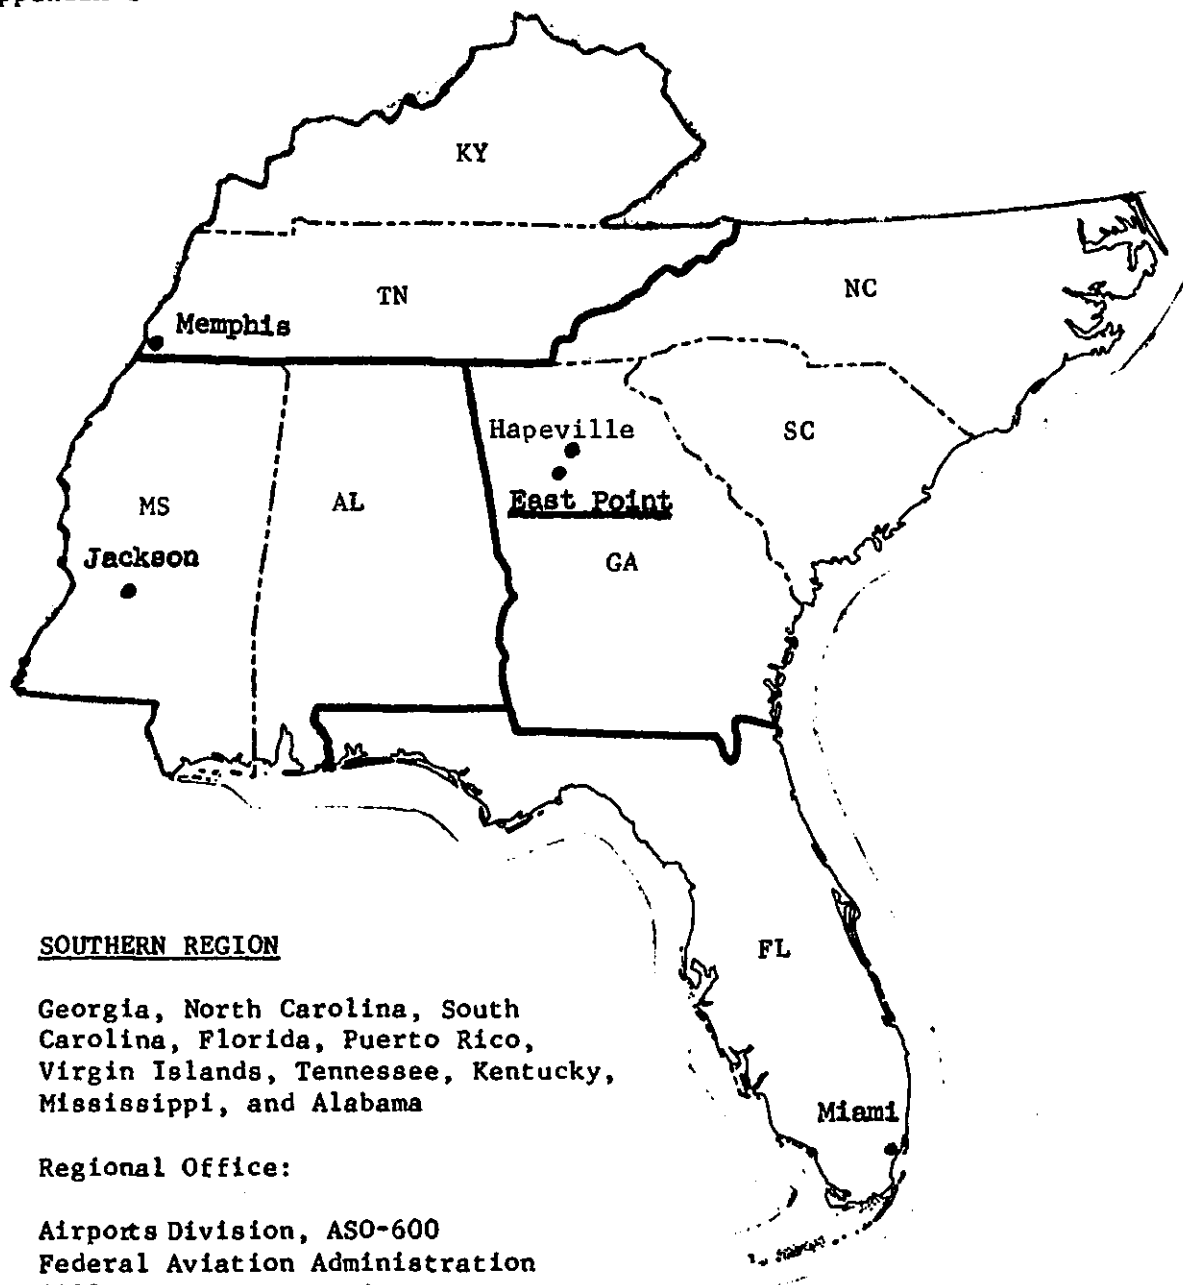 KY
TN
NC
Memphis
Hapeville
SC
MS
AL
East Point
Jackson
GA
SOUTHERN REGION
FL
Georgia, North Carolina, South
Carolina, Florida, Puerto Rico,
Virgin Islands, Tennessee, Kentucky,
Mississippi, and Alabama
Miami
Regional Office:
Airports Division, ASO-600
Federal Aviation Administration